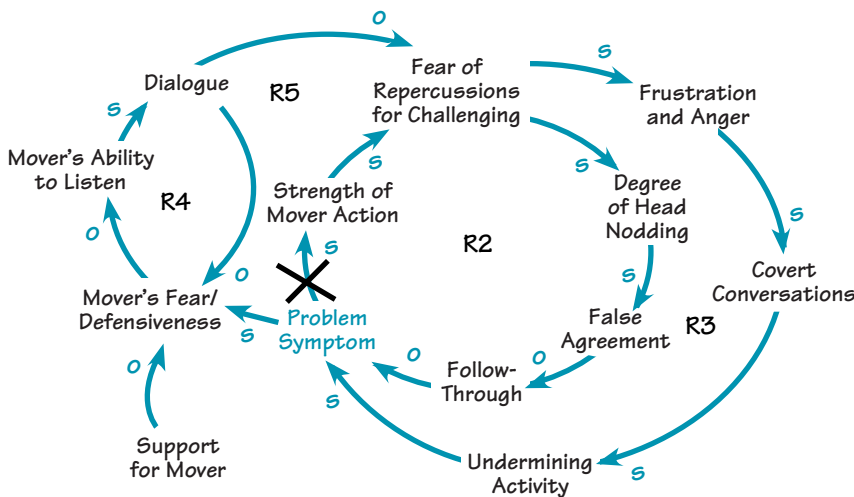 O
Dialogue
R5
Fear of
Repercussions
for Challenging
S
Frustration
and Anger
S
Mover's Ability
to Listen
S
S
Strength of
Mover Action
Degree
of Head
Nodding
R4
R2
S
O
S
S
O
Covert
Conversations
Mover's Fear/
Defensiveness
S
Problem
Symptom
False
Agreement
R3
O
O
Follow-
Through
O
S
Support
for Mover
Undermining
Activity
S